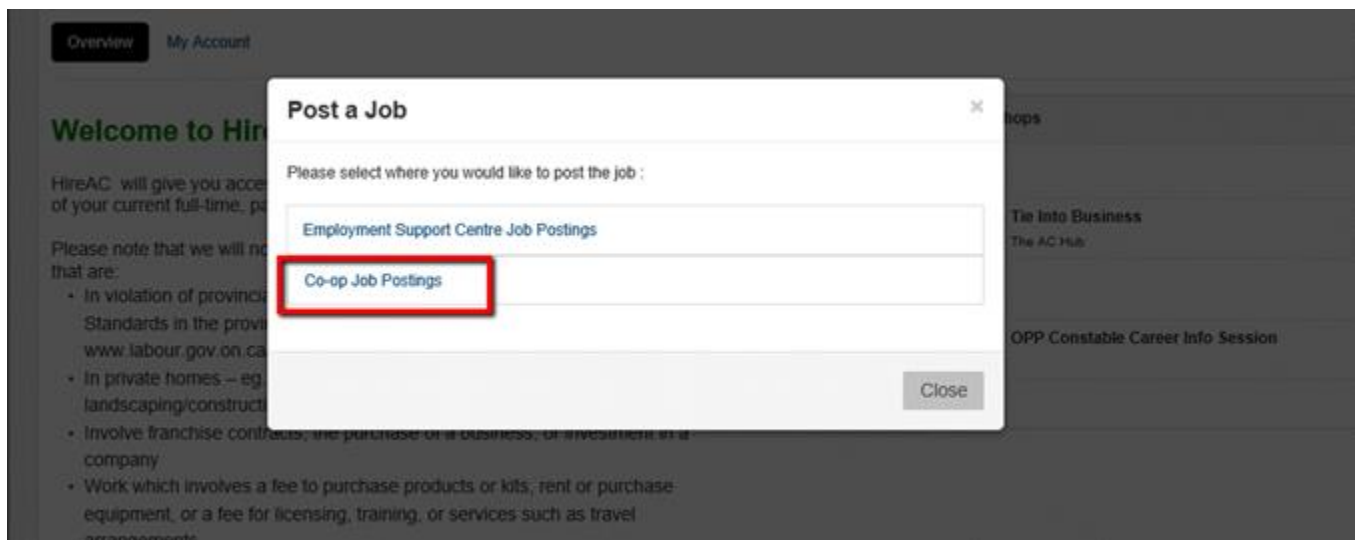 Overview My Account
Post a Job ×
Welcome to Hir
hops
Please select where you would like to post the job :
HireAC will give you acce
of your current full-time, pa
Employment Support Centre Job Postings
Tie Into Business
The AC Hub
Please note that we will no
that are:
Co-op Job Postings
• In violation of provincia
Standards in the provi
www.labour.gov.on.ca
OPP Constable Career Info Session
• In private homes – eg.
landscaping/constructi
Close
• Involve franchise contracts, the purchase of a business, or investment in a
company
• Work which involves a fee to purchase products or kits, rent or purchase
equipment, or a fee for licensing, training, or services such as travel
arrangements